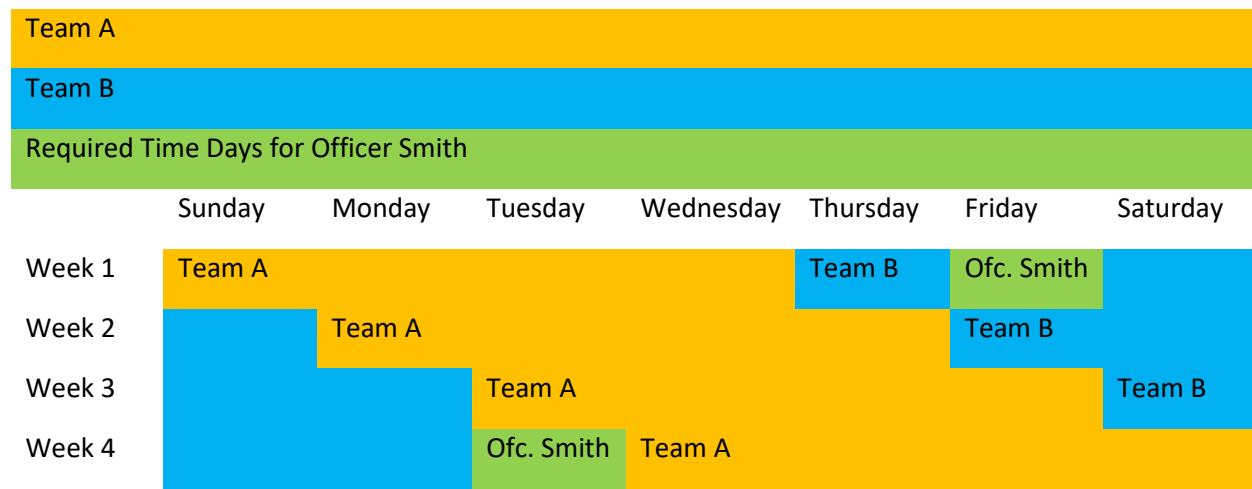 Team A
Team B
Required Time Days for Officer Smith
Sunday Monday Tuesday Wednesday Thursday Friday Saturday
Week 1 Team A Team B Ofc. Smith
Week 2 Team A Team B
Week 3 Team A Team B
Week 4 Ofc. Smith Team A